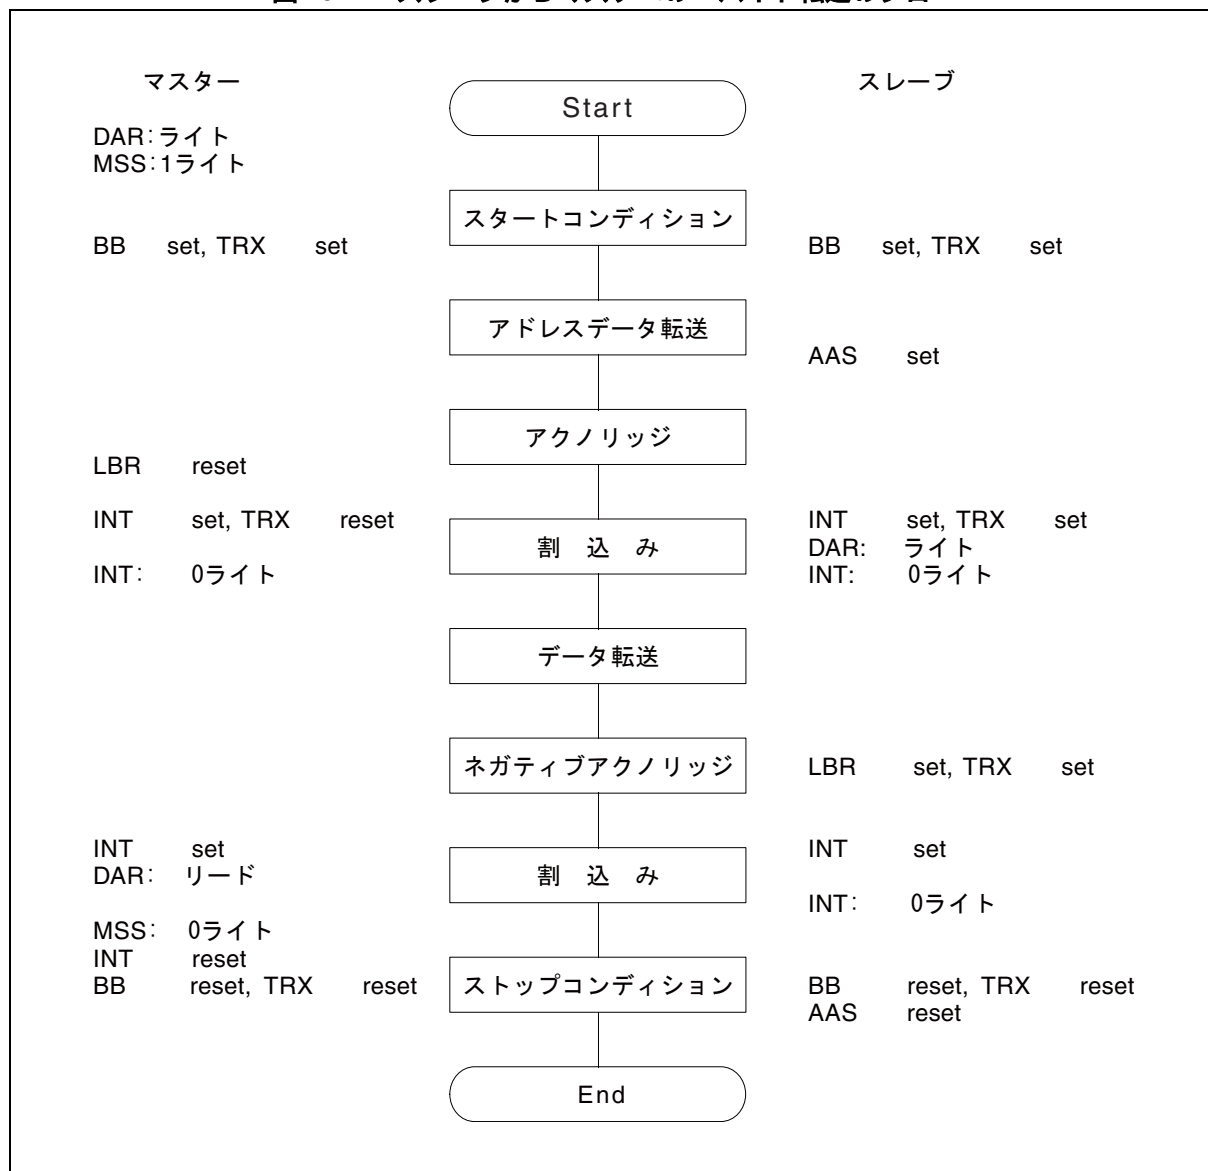 マスター
Start
スレーブ
DAR:ライト
MSS:1ライト
スタートコンディション
BB set, TRX set
BB set, TRX set
アドレスデータ転送
AAS set
アクノリッジ
LBR reset
INT set, TRX reset
割 込 み
INT set, TRX set
DAR: ライト
INT: 0ライト
INT: 0ライト
データ転送
ネガティブアクノリッジ
LBR set, TRX set
INT set
DAR: リード
割 込 み
INT set
INT: 0ライト
MSS: 0ライト
INT reset
BB reset, TRX reset
ストップコンディション
BB reset, TRX reset
AAS reset
End